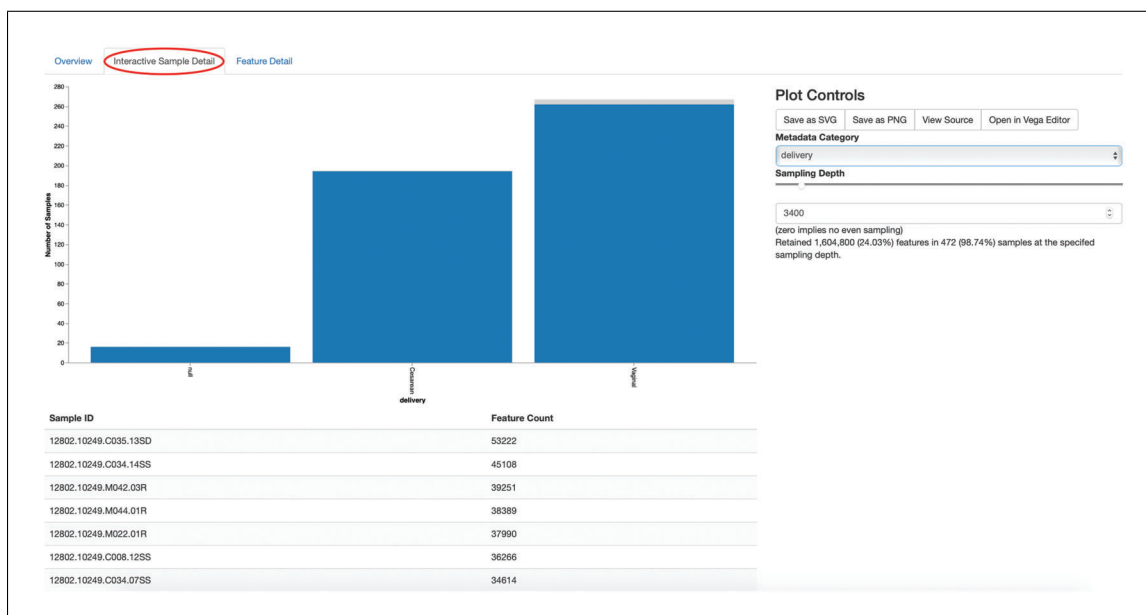 Overview Interactive Sample Detail Feature Detail
280
260
240
220
200
180
160
140
120
100
80
60
40
20
0
Number of Samples
null
Cesarean
Vaginal
delivery
Plot Controls
Save as SVG Save as PNG View Source Open in Vega Editor
Metadata Category
delivery
Sampling Depth
3400
(zero implies no even sampling)
Retained 1,604,800 (24.03%) features in 472 (98.74%) samples at the specifed
sampling depth.
Sample ID Feature Count
12802.10249.C035.13SD 53222
12802.10249.C034.14SS 45108
12802.10249.M042.03R 39251
12802.10249.M044.01R 38389
12802.10249.M022.01R 37990
12802.10249.C008.12SS 36266
12802.10249.C034.07SS 34614